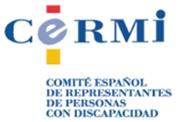 CERMI
COMITÉ ESPAÑOL
DE REPRESENTANTES
DE PERSONAS
CON DISCAPACIDAD